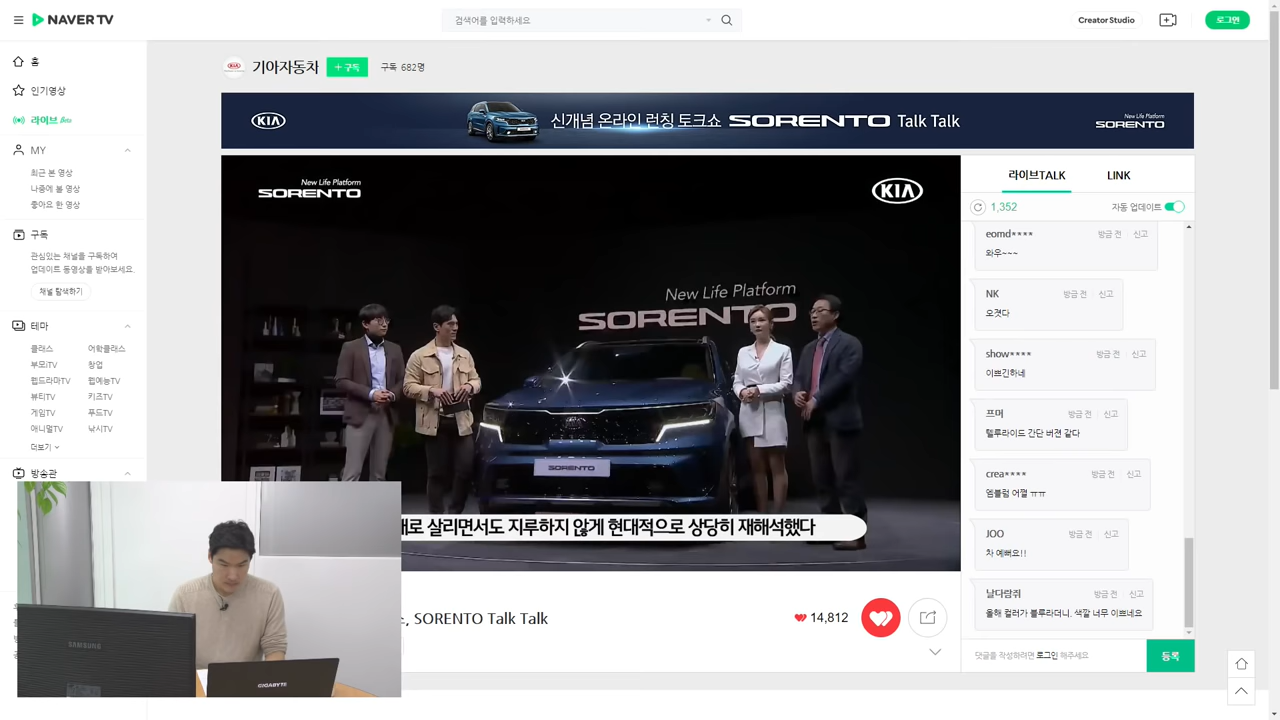 NAVER TV
검색어를 입력하세요
Creator Studio
로그인
홈
인기영상
라이브 Beta
MY
최근 본 영상
나중에 볼 영상
좋아요 한 영상
구독
관심있는 채널을 구독하여
업데이트 동영상을 받아보세요.
채널 탐색하기
테마
클래스 어학클래스
부모iTV 창업
웹드라마TV 웹예능TV
뷰티TV 키즈TV
게임TV 푸드TV
애니멀TV 낚시TV
더보기
방송관
기아자동차
+ 구독
구독 682명
KIA
신개념 온라인 런칭 토크쇼 SORENTO Talk Talk
New Life Platform
SORENTO
New Life Platform
SORENTO
KIA
New Life Platform
SORENTO
SORENTO
살리면서도 지루하지 않게 현대적으로 상당히 재해석했다
SORENTO Talk Talk
14,812
라이브TALK LINK
1,352
자동 업데이트
eomd**** 방금 전 신고
와우~~~
NK 방금 전 신고
오졋다
show**** 방금 전 신고
이쁘긴하네
프머 방금 전 신고
텔루라이드 간단 버젼 같다
crea**** 방금 전 신고
엠블럼 어쩔 ㅠㅠ
JOO 방금 전 신고
차 예뻐요!!
날다람쥐 방금 전 신고
올해 컬러가 블루라더니. 색깔 너무 이쁘네요
댓글을 작성하려면 로그인 해주세요
등록
SAMSUNG
GIGABYTE